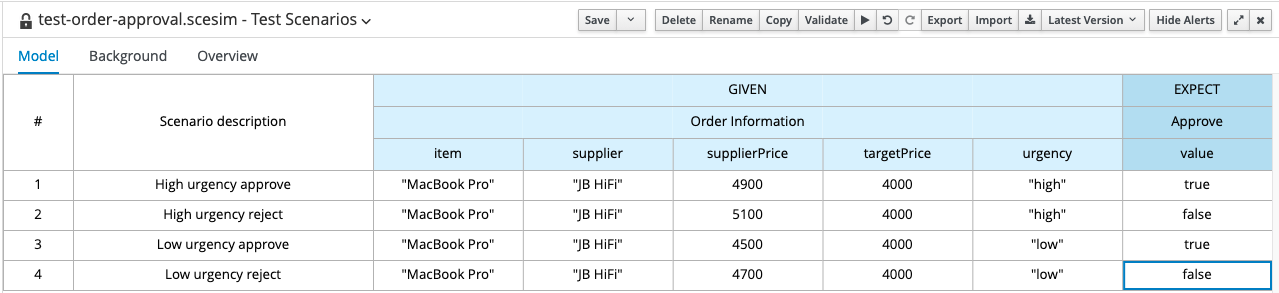 test-order-approval.scesim - Test Scenarios
Save Delete Rename Copy Validate Export Import Latest Version Hide Alerts
Model Background Overview
# Scenario description GIVEN EXPECT
Order Information Approve
item supplier supplierPrice targetPrice urgency value
1 High urgency approve "MacBook Pro" "JB HiFi" 4900 4000 "high" true
2 High urgency reject "MacBook Pro" "JB HiFi" 5100 4000 "high" false
3 Low urgency approve "MacBook Pro" "JB HiFi" 4500 4000 "low" true
4 Low urgency reject "MacBook Pro" "JB HiFi" 4700 4000 "low" false